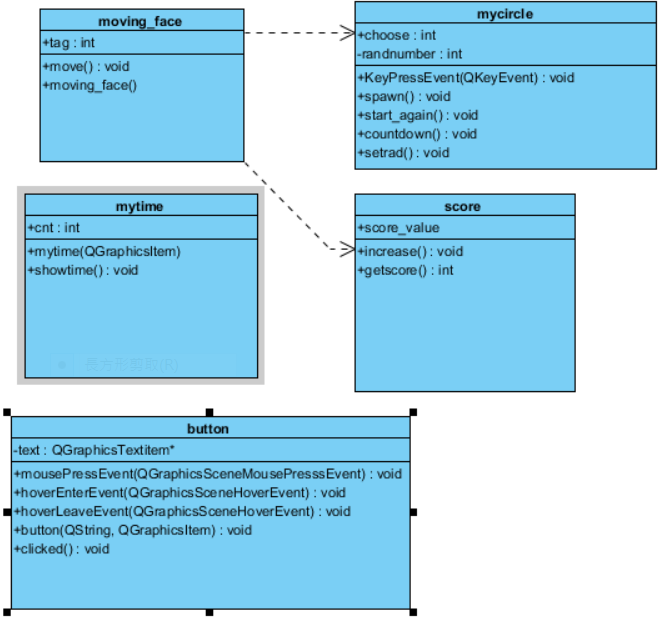 moving_face
+tag : int
+move() : void
+moving_face()
mycircle
+choose : int
-randnumber : int
+KeyPressEvent(QKeyEvent) : void
+spawn() : void
+start_again() : void
+countdown() : void
+setrad() : void
mytime
+cnt : int
+mytime(QGraphicsItem)
+showtime() : void
score
+score_value
+increase() : void
+getscore() : int
button
-text : QGraphicsTextitem*
+mousePressEvent(QGraphicsSceneMousePresssEvent) : void
+hoverEnterEvent(QGraphicsSceneHoverEvent) : void
+hoverLeaveEvent(QGraphicsSceneHoverEvent) : void
+button(QString, QGraphicsItem) : void
+clicked() : void